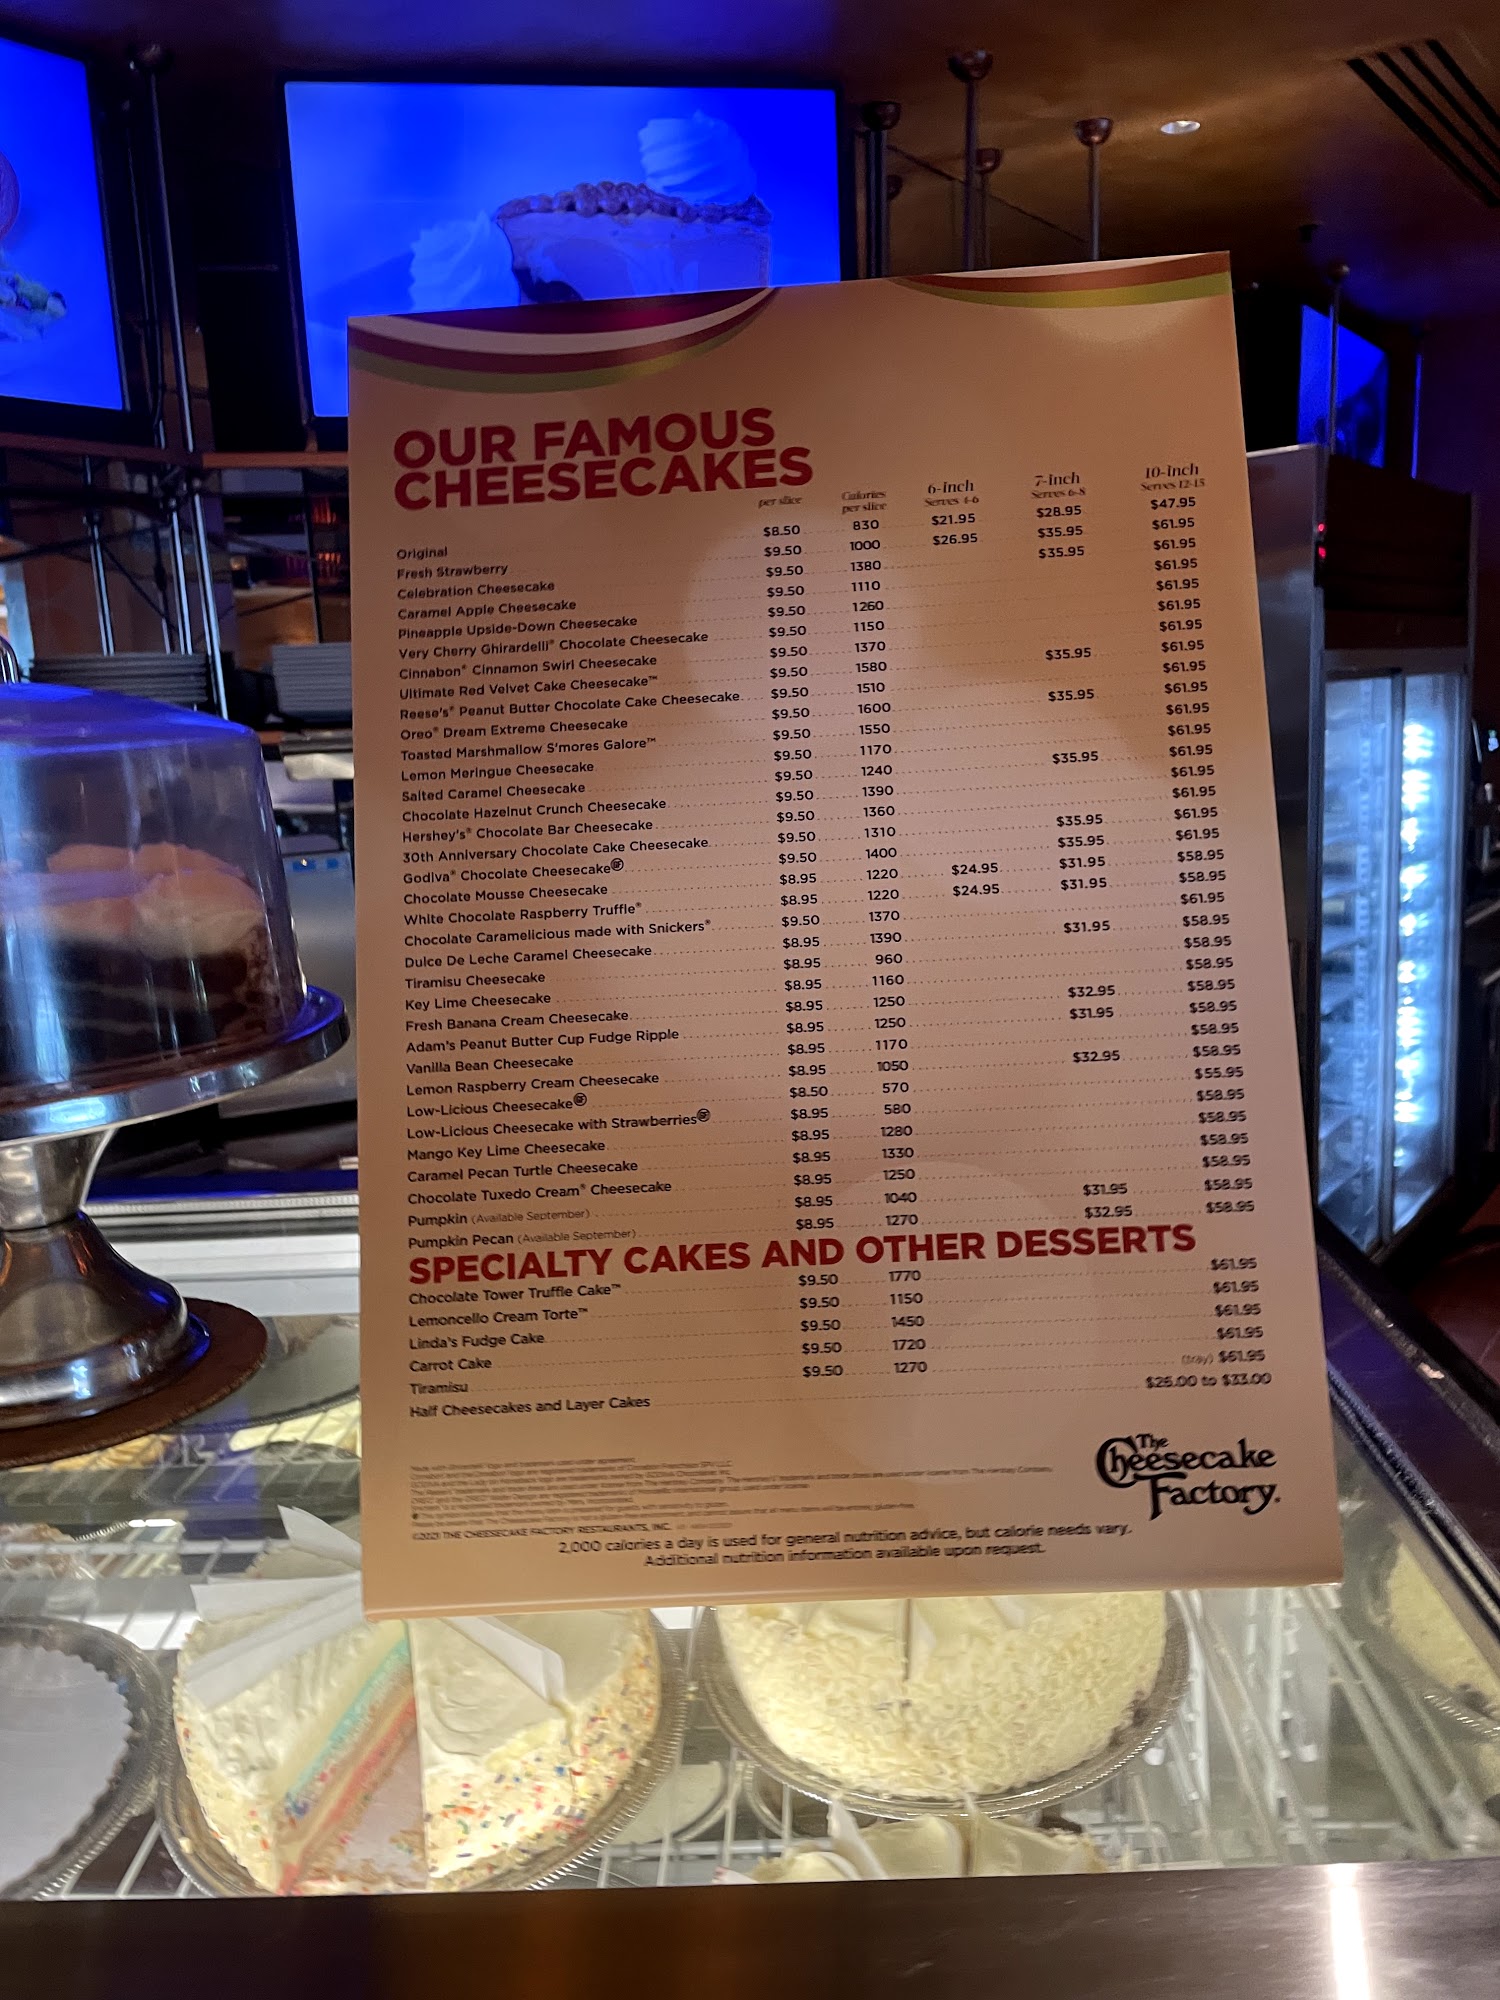 OUR FAMOUS
CHEESECAKES
per slice Calories per slice 6-inch Serves 4-6 7-inch Serves 6-8 10-inch Serves 12-15
Original $8.50 830 $21.95 $28.95 $47.95
Fresh Strawberry $9.50 1000 $26.95 $35.95 $61.95
Celebration Cheesecake $9.50 1380 $35.95 $61.95
Caramel Apple Cheesecake $9.50 1110 $61.95
Pineapple Upside-Down Cheesecake $9.50 1260 $61.95
Very Cherry Ghirardelli® Chocolate Cheesecake $9.50 1150 $61.95
Cinnabon® Cinnamon Swirl Cheesecake $9.50 1370 $61.95
Ultimate Red Velvet Cake Cheesecake™ $9.50 1580 $35.95 $61.95
Reese's® Peanut Butter Chocolate Cake Cheesecake $9.50 1510 $61.95
Oreo® Dream Extreme Cheesecake $9.50 1600 $35.95 $61.95
Toasted Marshmallow S'mores Galore™ $9.50 1550 $61.95
Lemon Meringue Cheesecake $9.50 1170 $61.95
Salted Caramel Cheesecake $9.50 1240 $35.95 $61.95
Chocolate Hazelnut Crunch Cheesecake $9.50 1390 $61.95
Hershey's® Chocolate Bar Cheesecake $9.50 1360 $61.95
30th Anniversary Chocolate Cake Cheesecake $9.50 1310 $35.95 $61.95
Godiva® Chocolate Cheesecake $9.50 1400 $35.95 $61.95
Chocolate Mousse Cheesecake $8.95 1220 $24.95 $31.95 $58.95
White Chocolate Raspberry Truffle® $8.95 1220 $24.95 $31.95 $58.95
Chocolate Caramelicious made with Snickers® $9.50 1370 $61.95
Dulce De Leche Caramel Cheesecake $8.95 1390 $31.95 $58.95
Tiramisu Cheesecake $8.95 960 $58.95
Key Lime Cheesecake $8.95 1160 $58.95
Fresh Banana Cream Cheesecake $8.95 1250 $32.95 $58.95
Adam's Peanut Butter Cup Fudge Ripple $8.95 1250 $31.95 $58.95
Vanilla Bean Cheesecake $8.95 1170 $58.95
Lemon Raspberry Cream Cheesecake $8.95 1050 $32.95 $58.95
Low-Licious Cheesecake $8.50 570 $55.95
Low-Licious Cheesecake with Strawberries $8.95 580 $58.95
Mango Key Lime Cheesecake $8.95 1280 $58.95
Caramel Pecan Turtle Cheesecake $8.95 1330 $58.95
Chocolate Tuxedo Cream® Cheesecake $8.95 1250 $58.95
Pumpkin (Available September) $8.95 1040 $31.95 $58.95
Pumpkin Pecan (Available September) $8.95 1270 $32.95 $58.95
SPECIALTY CAKES AND OTHER DESSERTS
Chocolate Tower Truffle Cake™ $9.50 1770 $61.95
Lemoncello Cream Torte™ $9.50 1150 $61.95
Linda's Fudge Cake $9.50 1450 $61.95
Carrot Cake $9.50 1720 $61.95
Tiramisu $9.50 1270 (tray) $61.95
Half Cheesecakes and Layer Cakes $26.00 to $33.00
The
Cheesecake
Factory®
©2021 THE CHEESECAKE FACTORY RESTAURANTS, INC.
2,000 calories a day is used for general nutrition advice, but calorie needs vary.
Additional nutrition information available upon request.